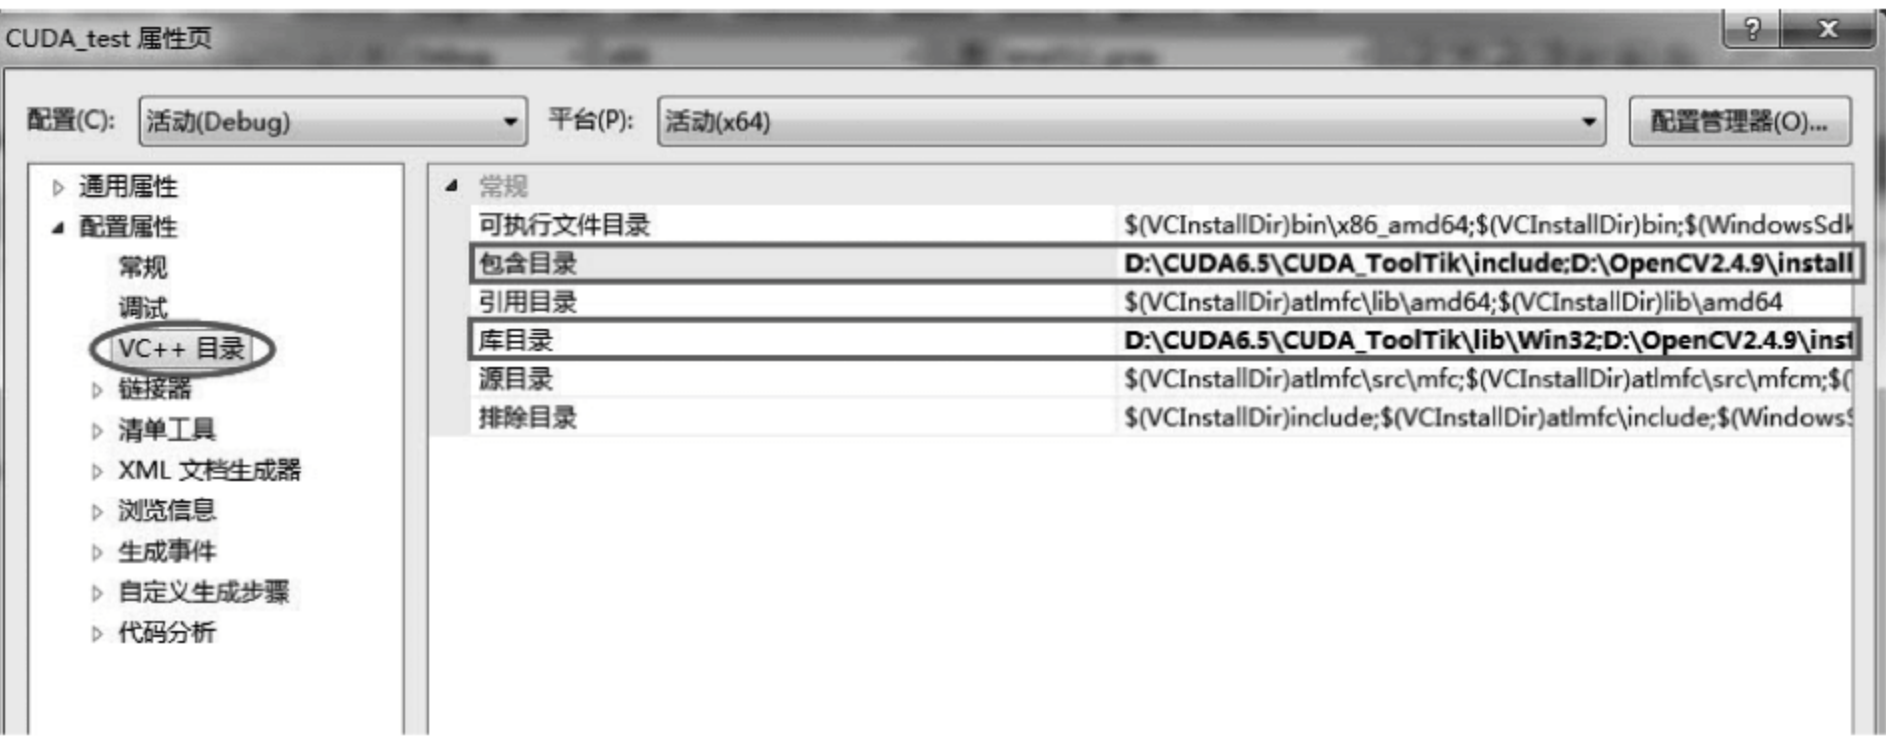 CUDA_test 属性页
配置(C): 活动(Debug) 平台(P): 活动(x64) 配置管理器(O)...
通用属性
配置属性
常规
调试
VC++ 目录
链接器
清单工具
XML 文档生成器
浏览信息
生成事件
自定义生成步骤
代码分析
常规
可执行文件目录 $(VCInstallDir)bin\x86_amd64;$(VCInstallDir)bin;$(WindowsSdk
包含目录 D:\CUDA6.5\CUDA_ToolTik\include;D:\OpenCV2.4.9\install
引用目录 $(VCInstallDir)atlmfc\lib\amd64;$(VCInstallDir)lib\amd64
库目录 D:\CUDA6.5\CUDA_ToolTik\lib\Win32;D:\OpenCV2.4.9\inst
源目录 $(VCInstallDir)atlmfc\src\mfc;$(VCInstallDir)atlmfc\src\mfcm;$(
排除目录 $(VCInstallDir)include;$(VCInstallDir)atlmfc\include;$(WindowsS